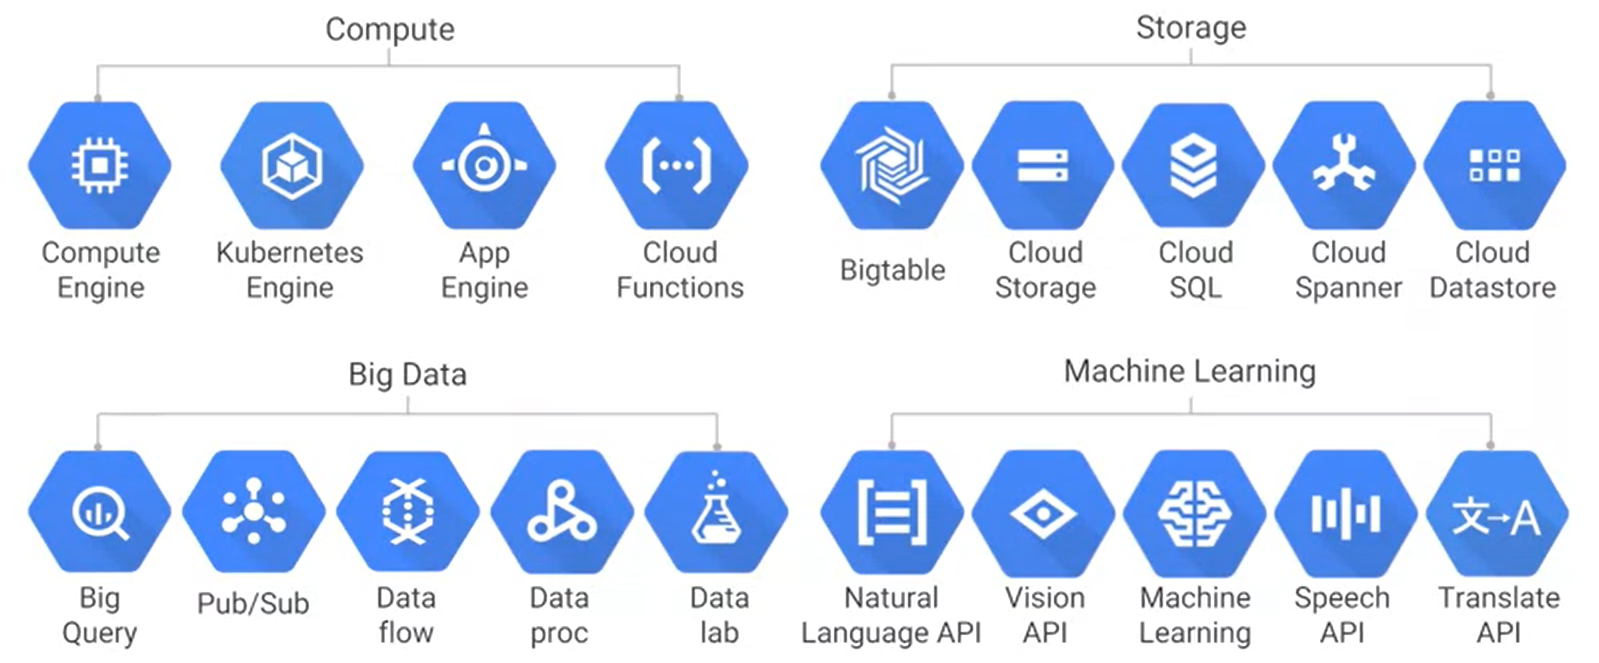 Compute
Storage
Compute
Engine
Kubernetes
Engine
App
Engine
Cloud
Functions
Bigtable
Cloud
Storage
Cloud
SQL
Cloud
Spanner
Cloud
Datastore
Big Data
Machine Learning
文→A
Big
Query
Pub/Sub
Data
flow
Data
proc
Data
lab
Natural
Language API
Vision
API
Machine
Learning
Speech
API
Translate
API